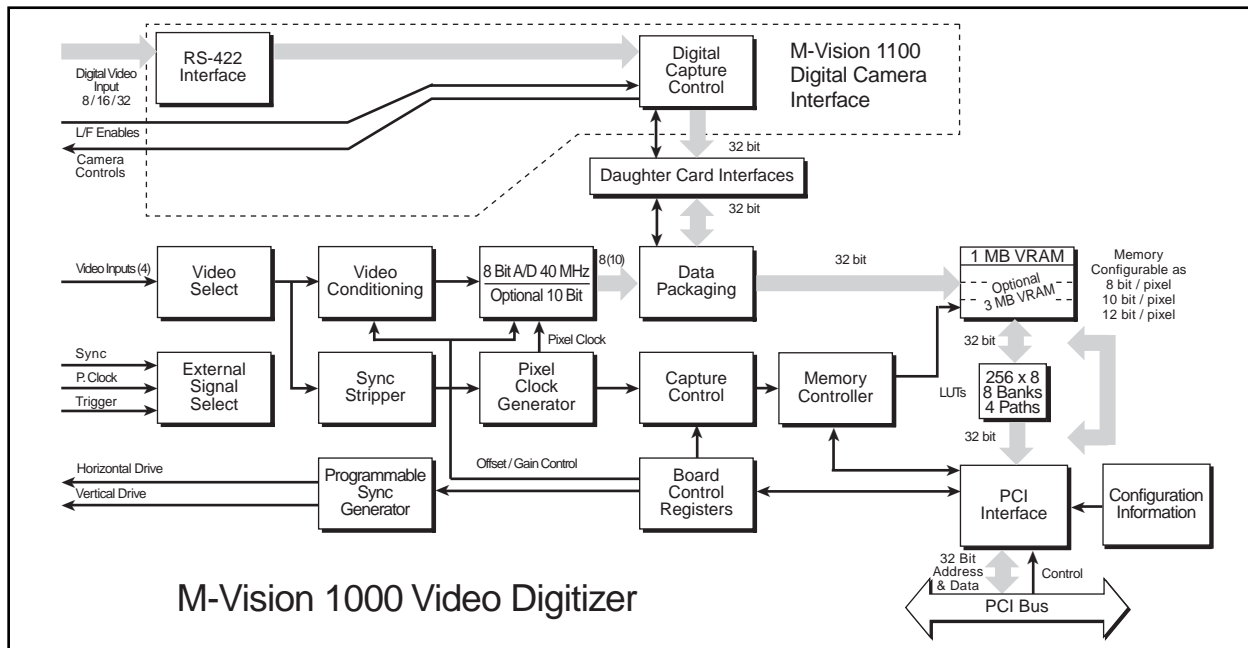 RS-422
Interface
Digital
Capture
Control
M-Vision 1100
Digital Camera
Interface
Digital Video
Input
8 / 16 / 32
L/F Enables
Camera
Controls
32 bit
Daughter Card Interfaces
32 bit
Video Inputs (4)
Video
Select
Video
Conditioning
8 Bit A/D 40 MHz
Optional 10 Bit
8(10)
Data
Packaging
32 bit
1 MB VRAM
Optional
3 MB VRAM
Memory
Configurable as
8 bit / pixel
10 bit / pixel
12 bit / pixel
Pixel Clock
32 bit
Sync
P. Clock
Trigger
External
Signal
Select
Sync
Stripper
Pixel
Clock
Generator
Capture
Control
Memory
Controller
LUTs
256 x 8
8 Banks
4 Paths
32 bit
Horizontal Drive
Vertical Drive
Programmable
Sync
Generator
Offset / Gain Control
Board
Control
Registers
PCI
Interface
Configuration
Information
32 Bit
Address
& Data
Control
PCI Bus
M-Vision 1000 Video Digitizer